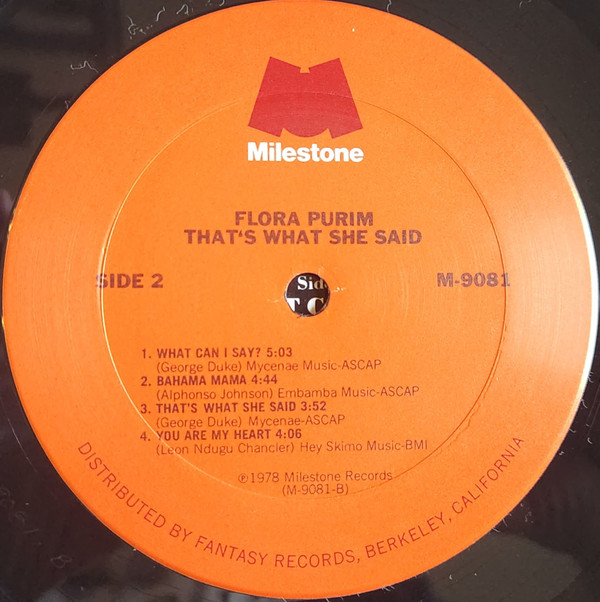 Milestone
FLORA PURIM
THAT'S WHAT SHE SAID
SIDE 2
M-9081
Sid
T C
1. WHAT CAN I SAY? 5:03
(George Duke) Mycenae Music-ASCAP
2. BAHAMA MAMA 4:44
(Alphonso Johnson) Embamba Music-ASCAP
3. THAT'S WHAT SHE SAID 3:52
(George Duke) Mycenae-ASCAP
4. YOU ARE MY HEART 4:06
(Leon Ndugu Chancler) Hey Skimo Music-BMI
℗1978 Milestone Records
(M-9081-B)
DISTRIBUTED BY FANTASY RECORDS, BERKELEY, CALIFORNIA